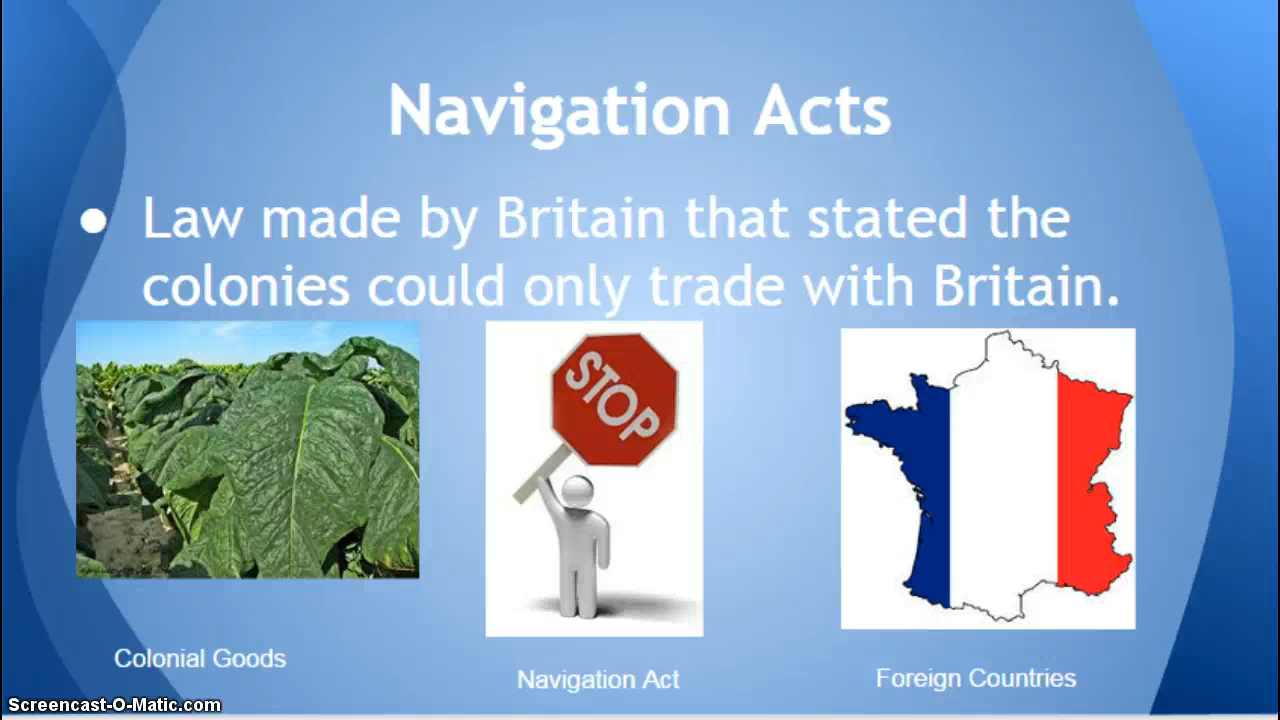 Navigation Acts
● Law made by Britain that stated the
colonies could only trade with Britain.
STOP
Colonial Goods
Navigation Act
Foreign Countries
Screencast-O-Matic.com